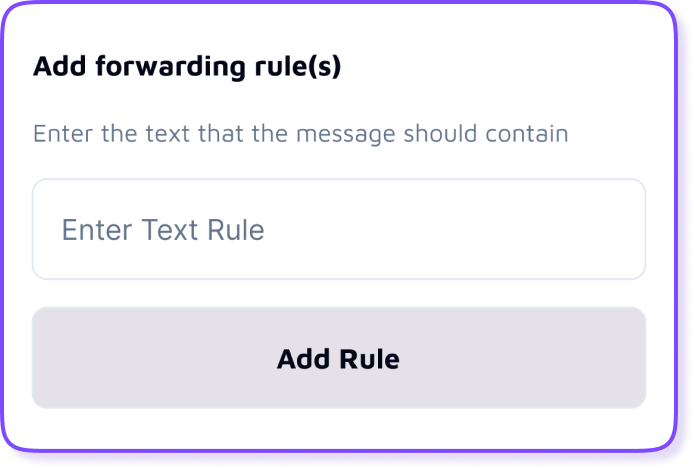 Add forwarding rule(s)
Enter the text that the message should contain
Enter Text Rule
Add Rule